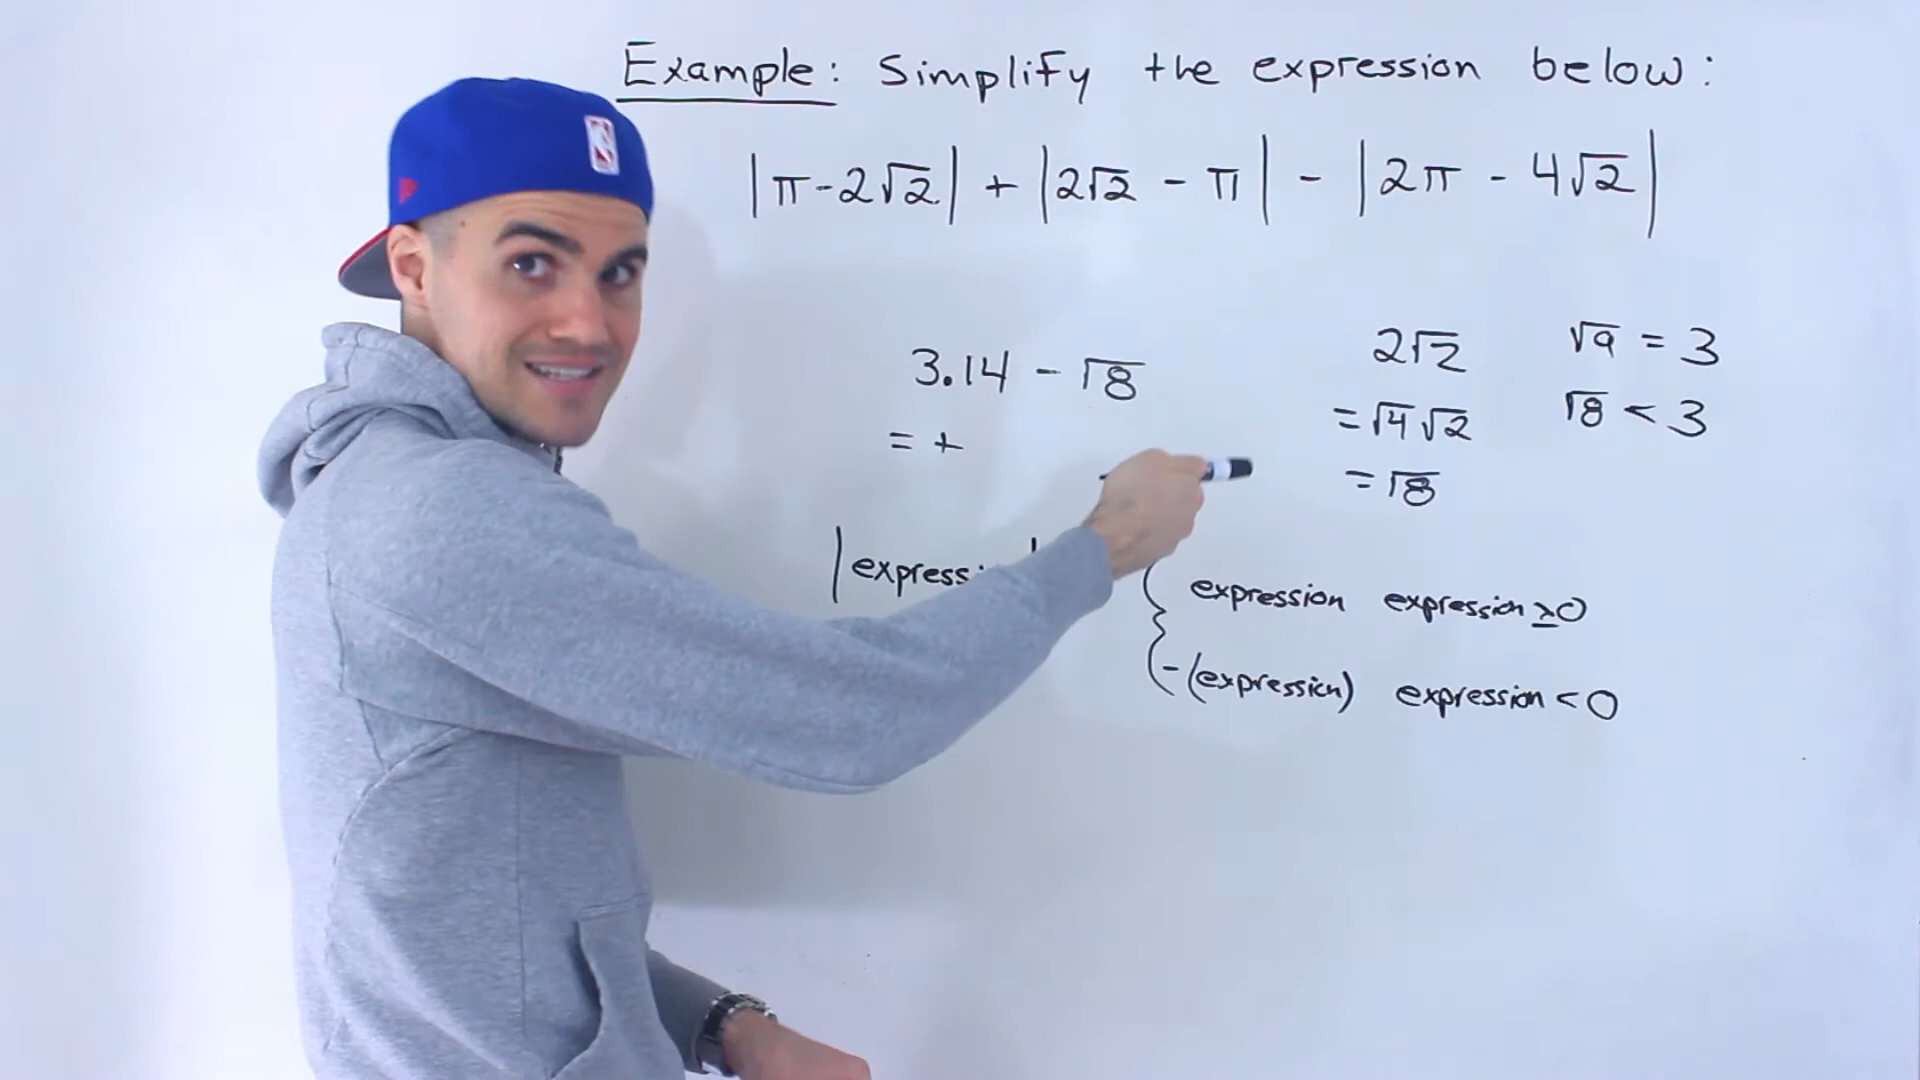 Example: Simplify the expression below:
|π-2√2| + |2√2 - π| - |2π - 4√2|
3.14 - √8
= +
2√2
= √4 √2
= √8
√9 = 3
√8 < 3
|
expression expression ≥0
-(expression) expression < 0